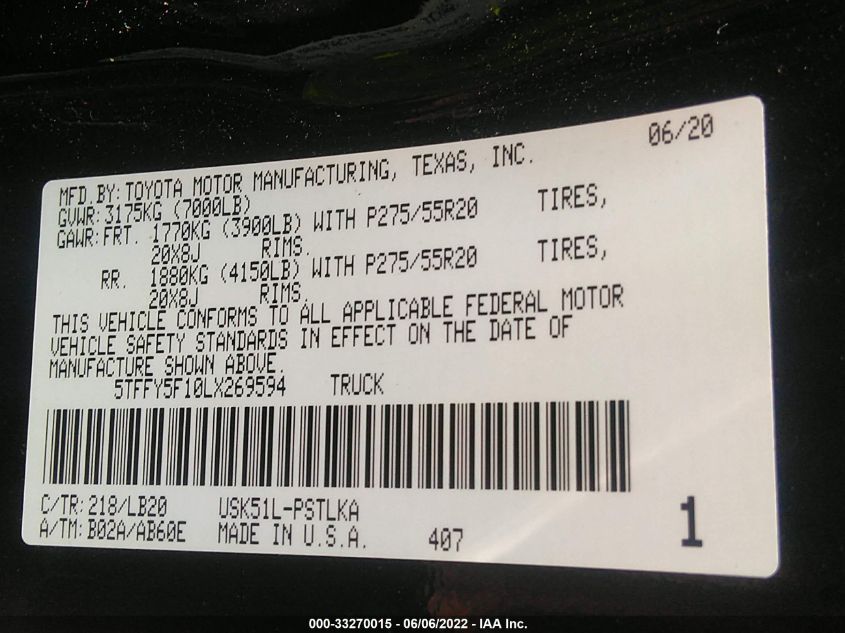 06/20
MFD.BY:TOYOTA MOTOR MANUFACTURING, TEXAS, INC.
GVWR:3175KG (7000LB)
GAWR:FRT. 1770KG (3900LB) WITH P275/55R20 TIRES,
20X8J RIMS.
RR. 1880KG (4150LB) WITH P275/55R20 TIRES,
20X8J RIMS.
THIS VEHICLE CONFORMS TO ALL APPLICABLE FEDERAL MOTOR
VEHICLE SAFETY STANDARDS IN EFFECT ON THE DATE OF
MANUFACTURE SHOWN ABOVE.
5TFFY5F10LX269594 TRUCK
C/TR:218/LB20 USK51L-PSTLKA
A/TM:B02A/AB60E MADE IN U.S.A. 407 1
000-33270015 - 06/06/2022 - IAA Inc.